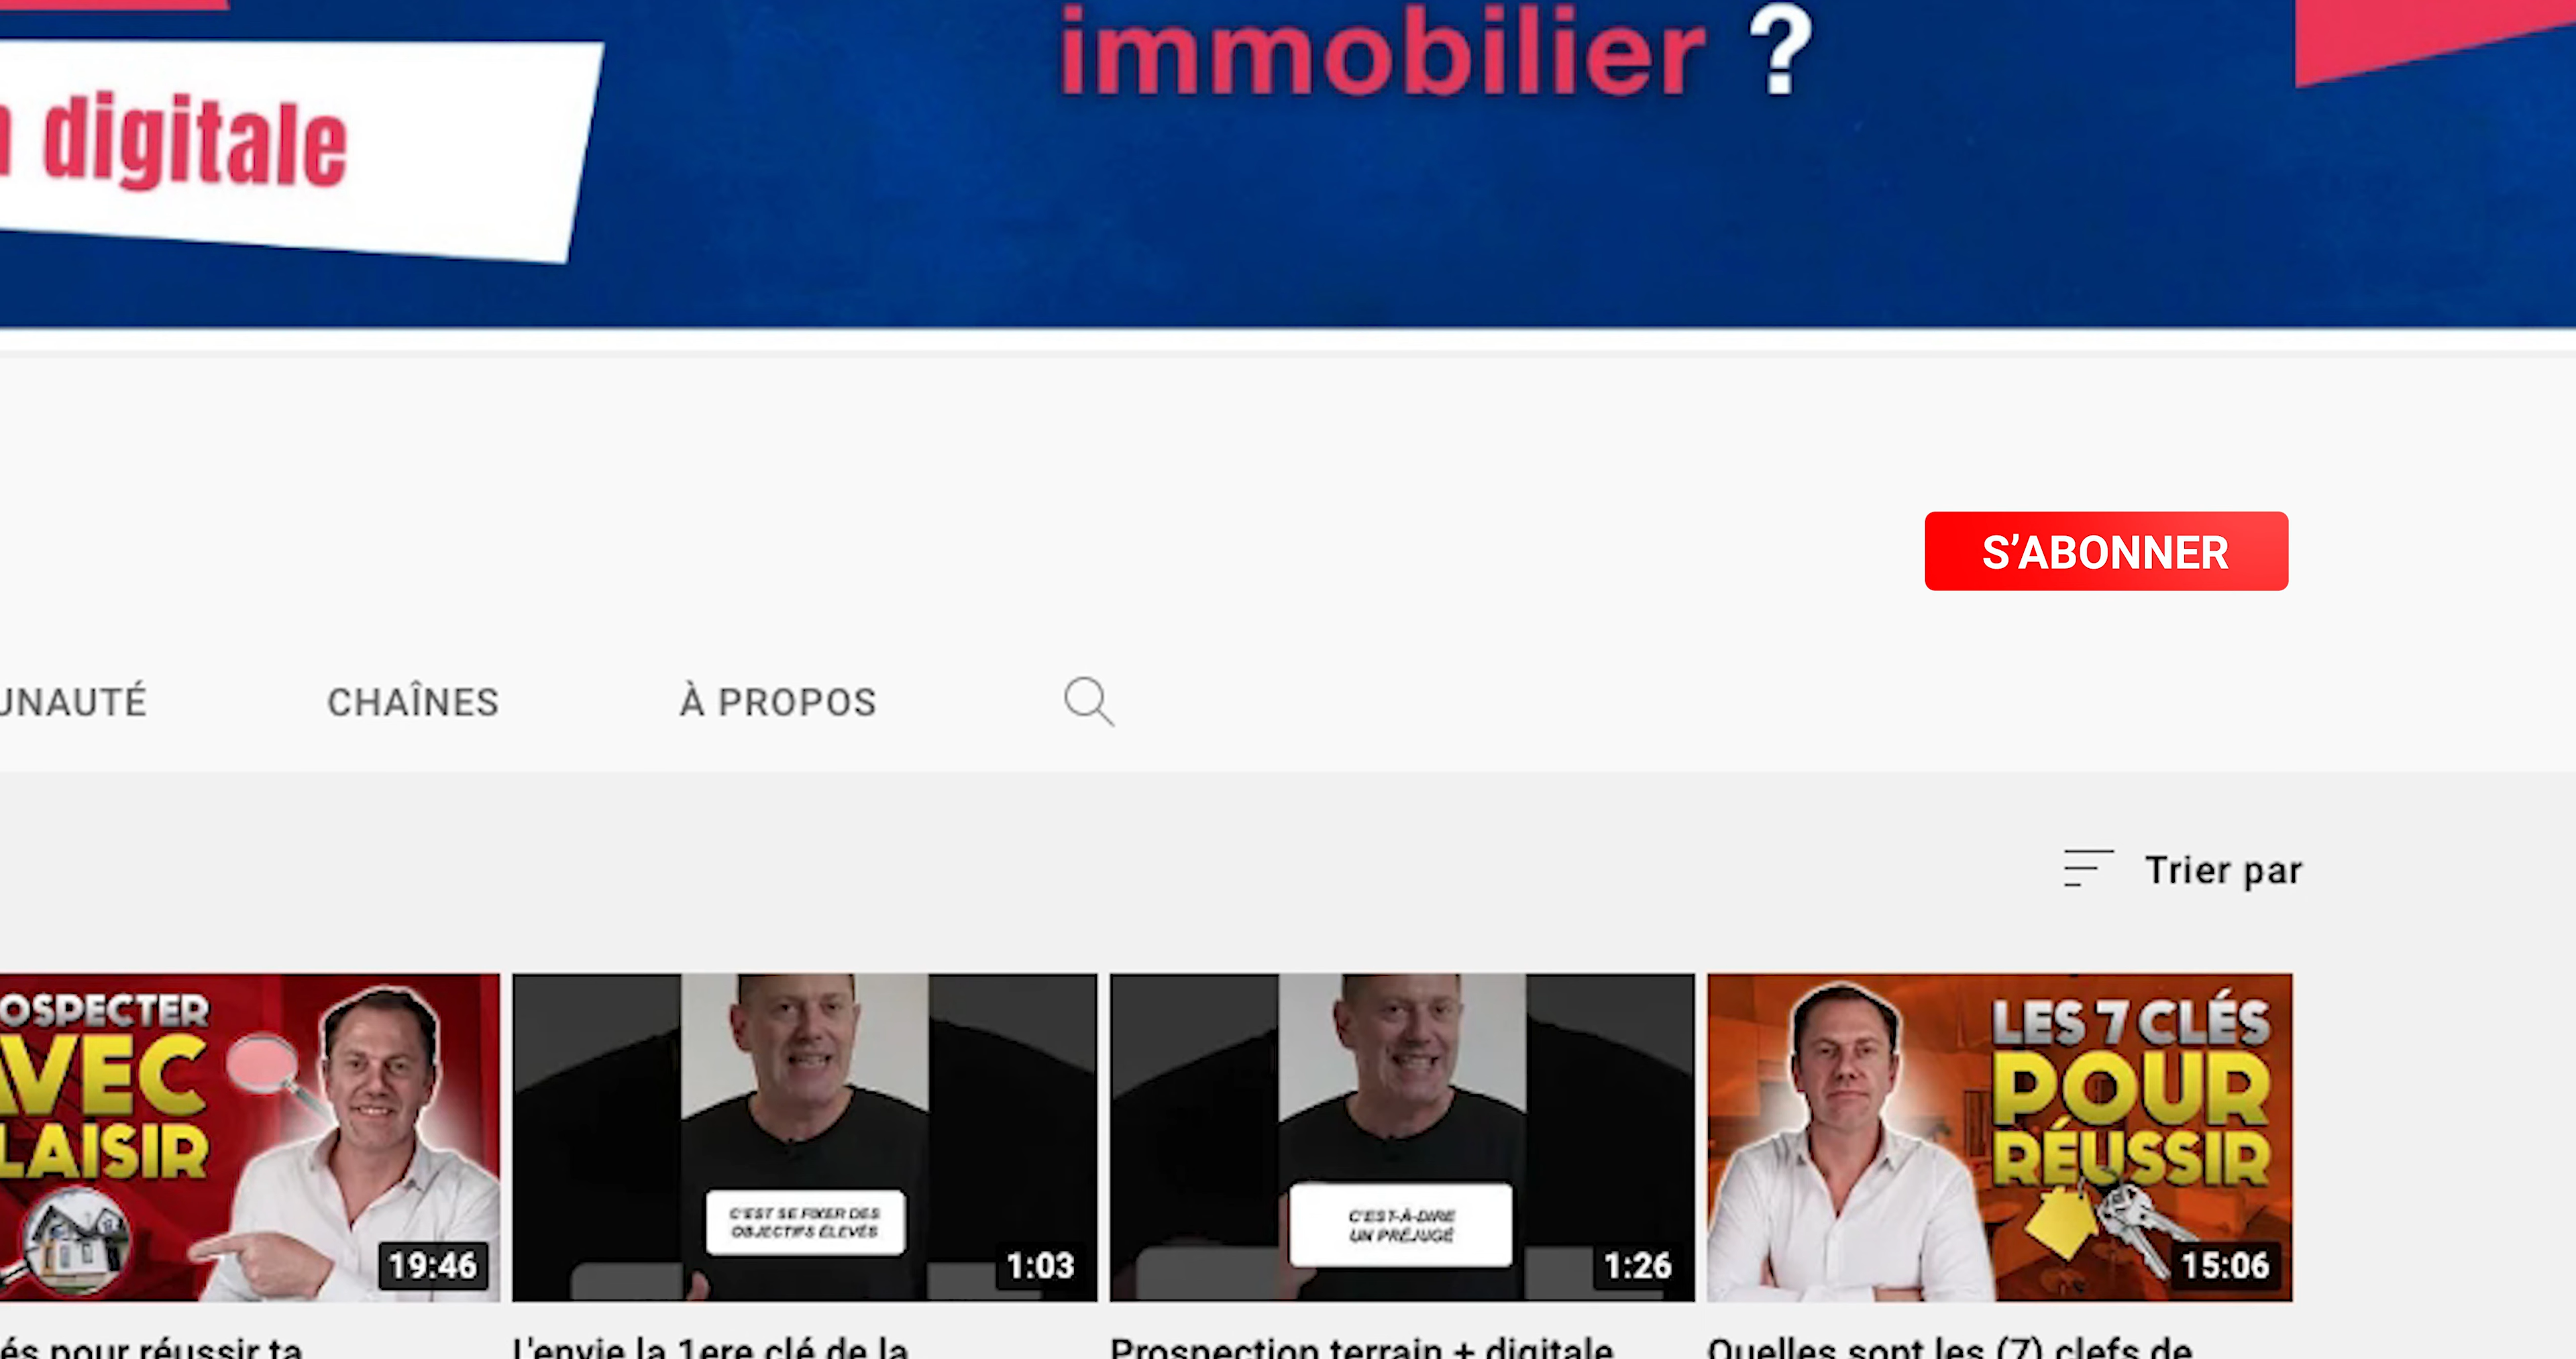 immobilier ?
digitale
S’ABONNER
UNAUTÉ
CHAÎNES
À PROPOS
Trier par
OSPECTER
AVEC
LAISIR
19:46
C'EST SE FIXER DES
OBJECTIFS ÉLEVÉS
1:03
C'EST-À-DIRE
UN PRÉJUGÉ
1:26
LES 7 CLÉS
POUR
RÉUSSIR
15:06
és pour réussir ta
L'envie la 1ere clé de la
Prospection terrain + digitale
Quelles sont les (7) clefs de